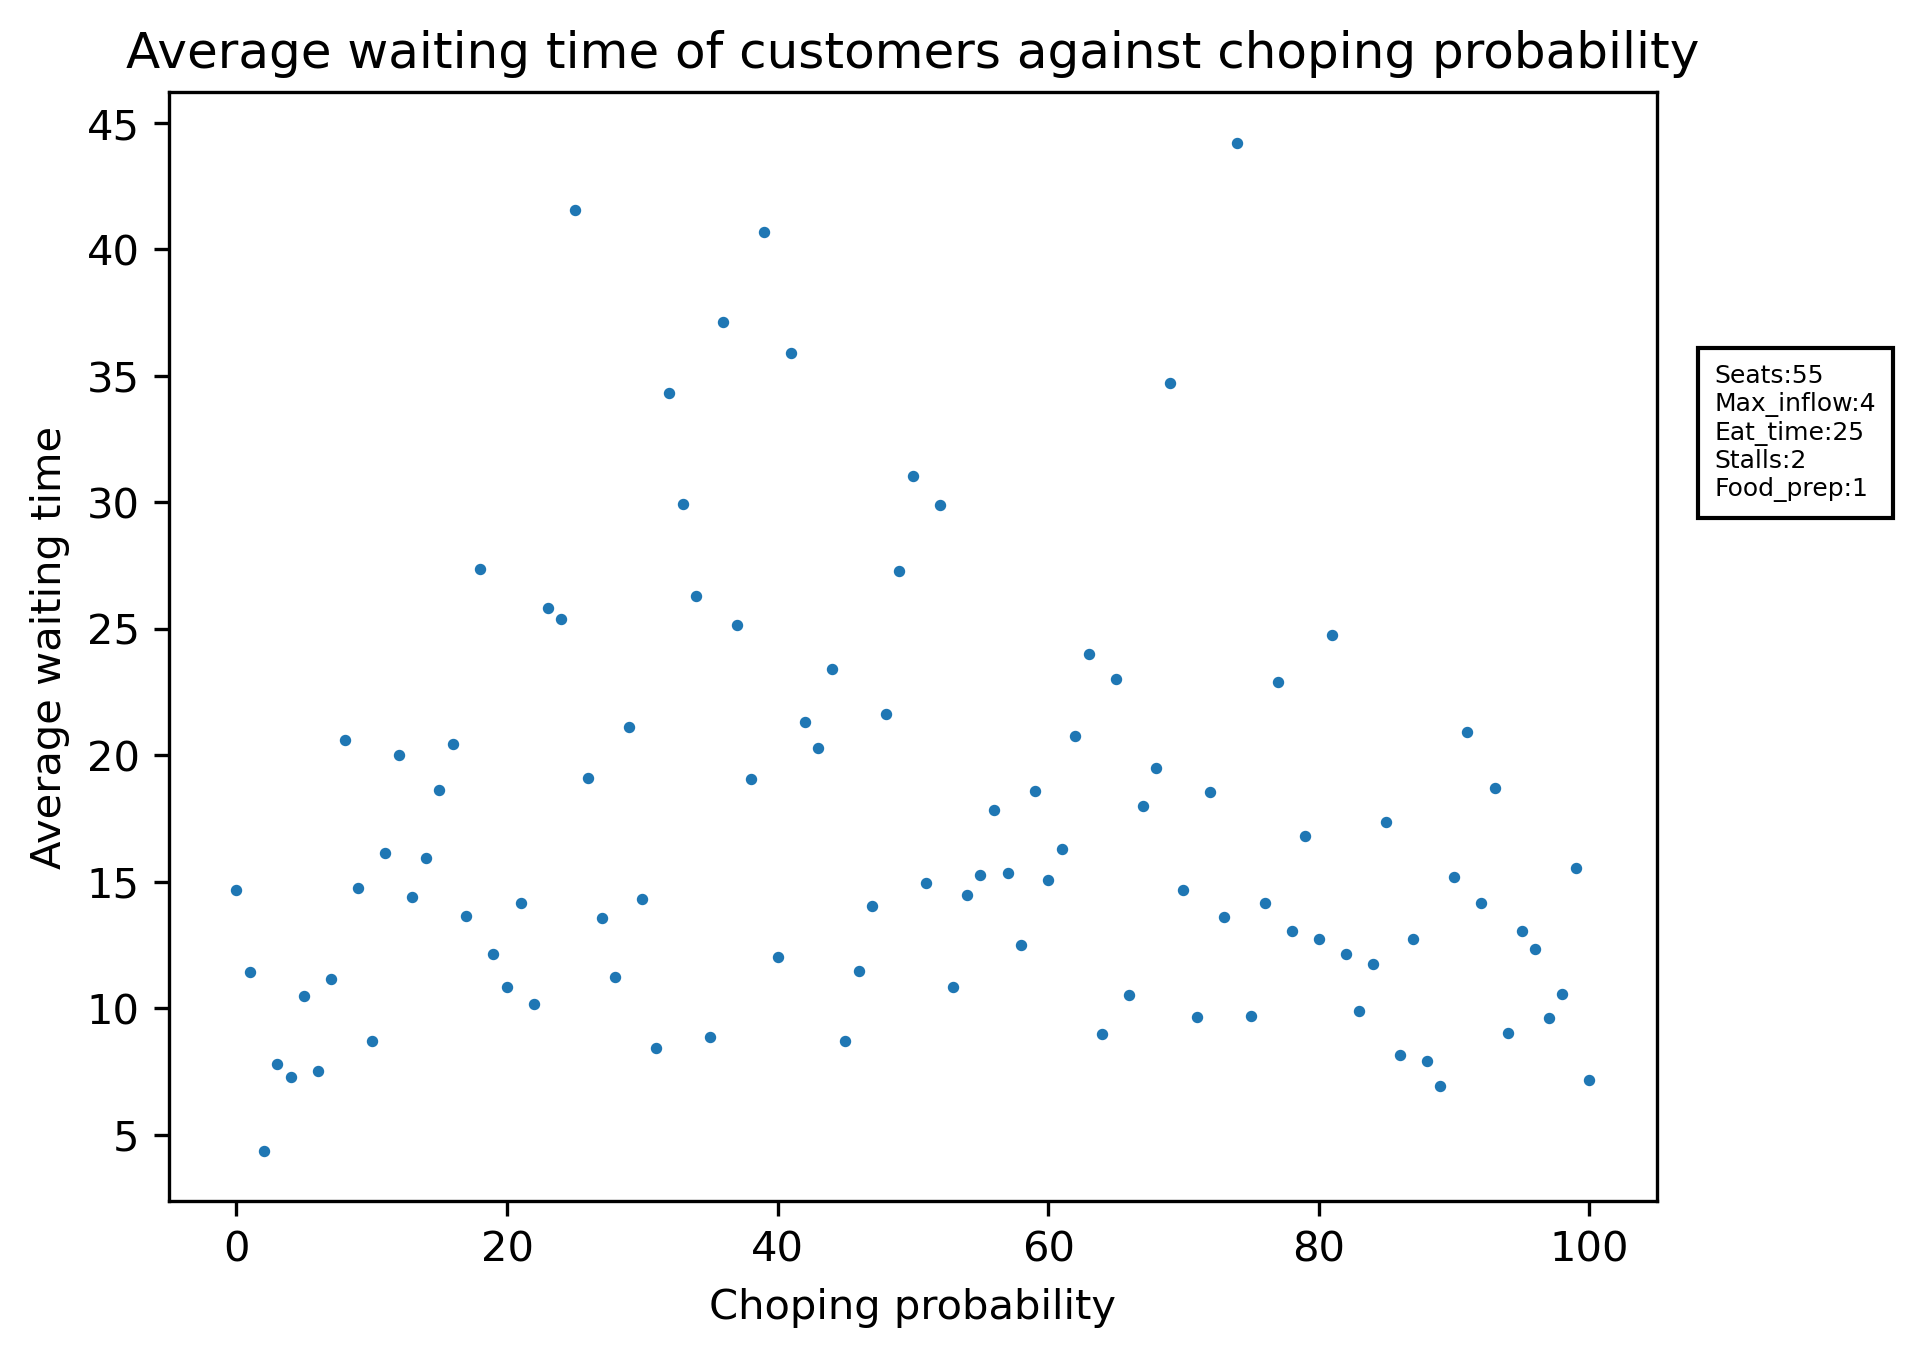 Average waiting time of customers against choping probability
45
40
35
30
25
20
15
10
5
Average waiting time
0 20 40 60 80 100
Choping probability
Seats:55
Max_inflow:4
Eat_time:25
Stalls:2
Food_prep:1